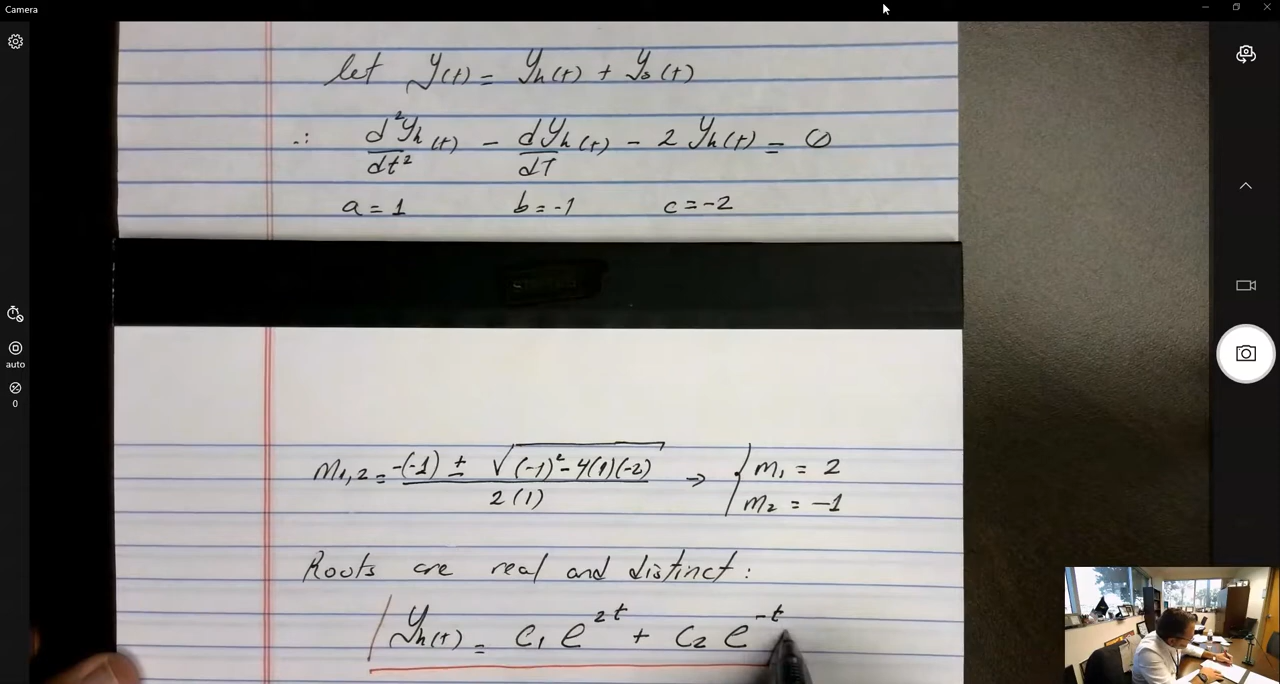 Camera
let y(t) = yh(t) + yo(t)
∴ d²yh(t)/dt² - dyh(t)/dT - 2 yh(t) = 0
a = 1 b = -1 c = -2
auto
0
m1,2 = -(-1) ± √(-1)² - 4(1)(-2) / 2(1) → { m1 = 2
m2 = -1
Roots are real and distinct:
yh(t) = C1 e^2t + C2 e^-t